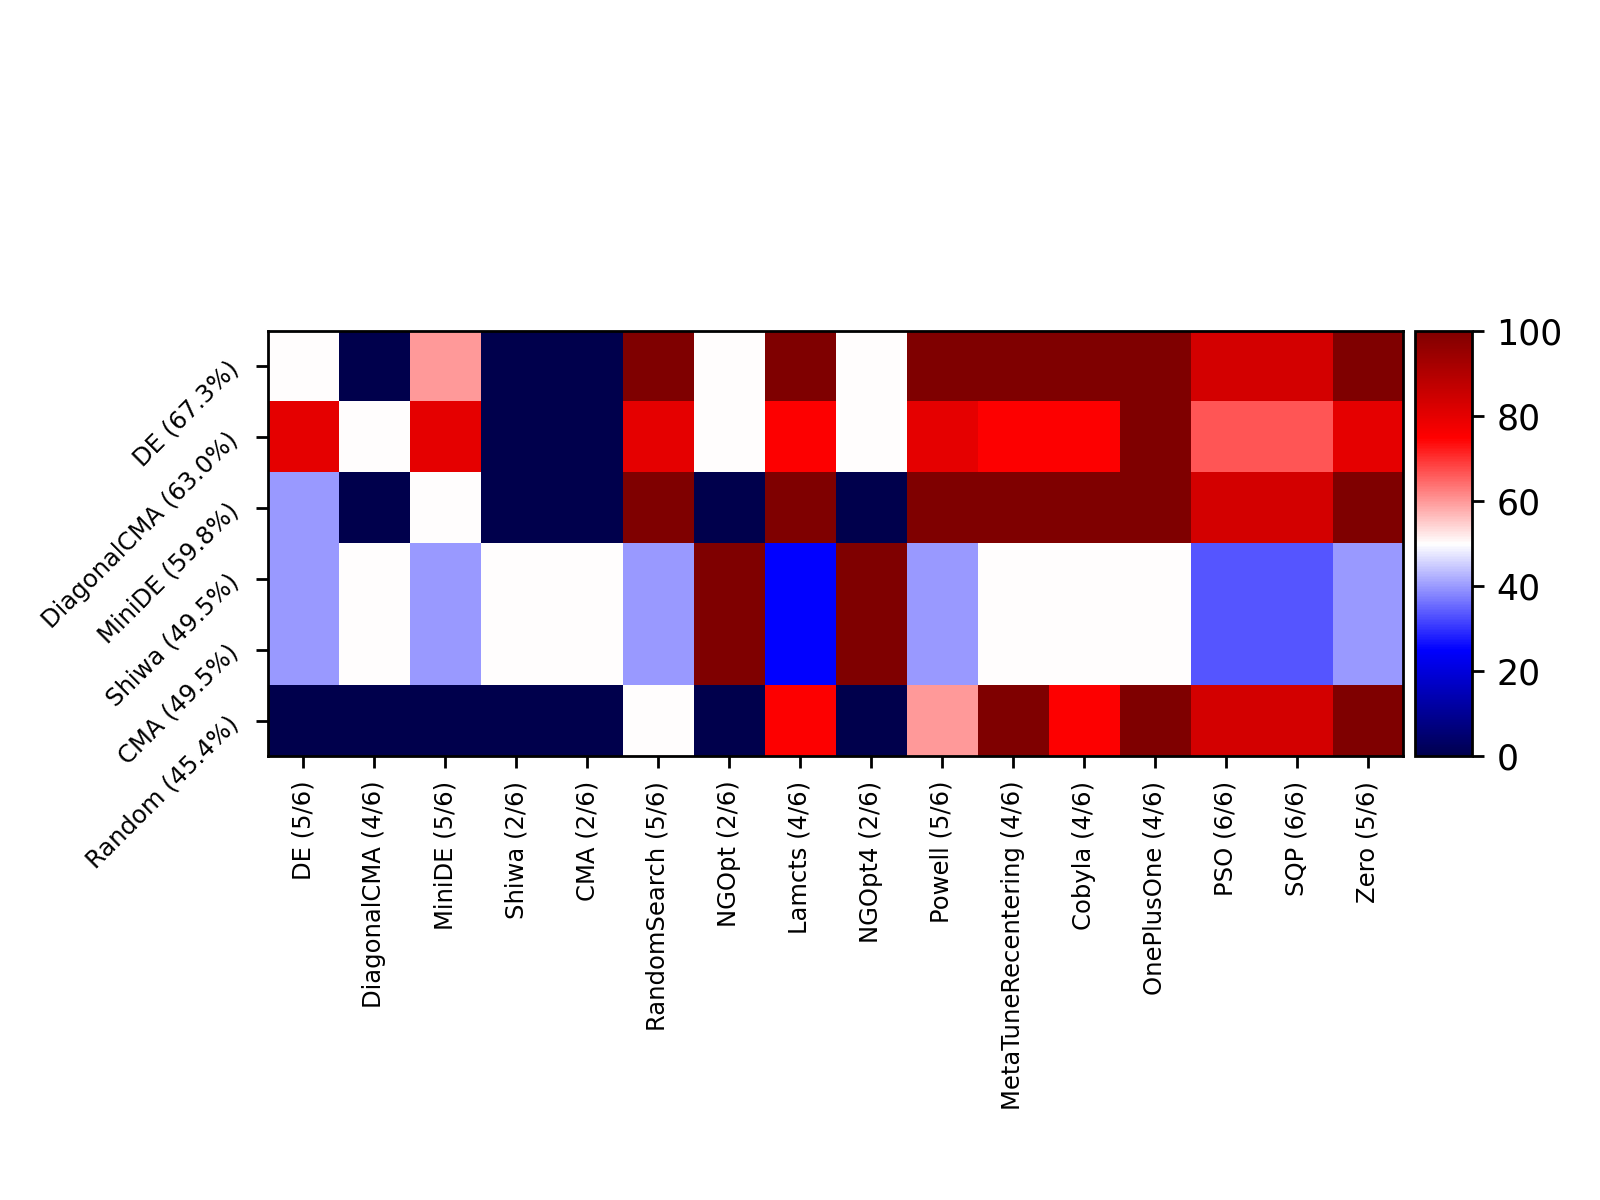 DE (67.3%)
DiagonalCMA (63.0%)
MiniDE (59.8%)
Shiwa (49.5%)
CMA (49.5%)
Random (45.4%)
DE (5/6)
DiagonalCMA (4/6)
MiniDE (5/6)
Shiwa (2/6)
CMA (2/6)
RandomSearch (5/6)
NGOpt (2/6)
Lamcts (4/6)
NGOpt4 (2/6)
Powell (5/6)
MetaTuneRecentering (4/6)
Cobyla (4/6)
OnePlusOne (4/6)
PSO (6/6)
SQP (6/6)
Zero (5/6)
100
80
60
40
20
0